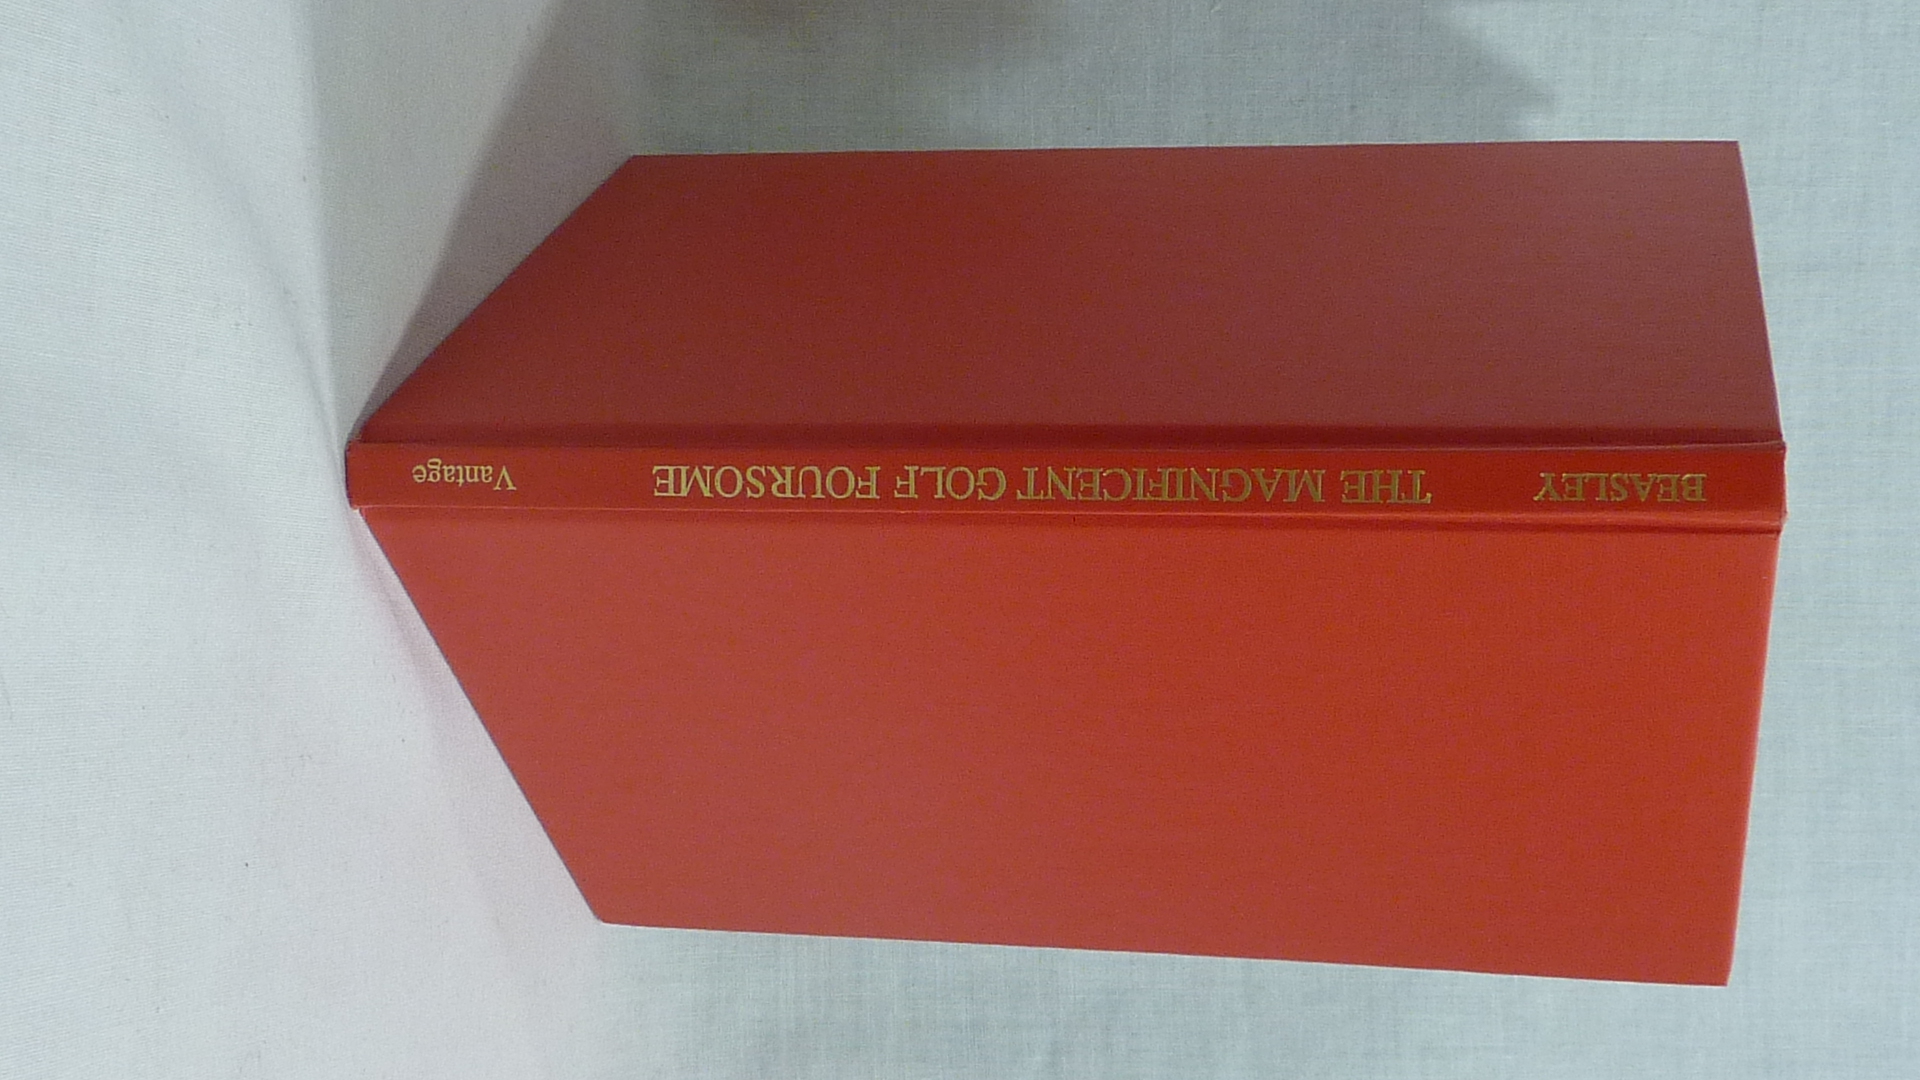 BEASLEY
THE MAGNIFICENT GOLF FOURSOME
Vantage